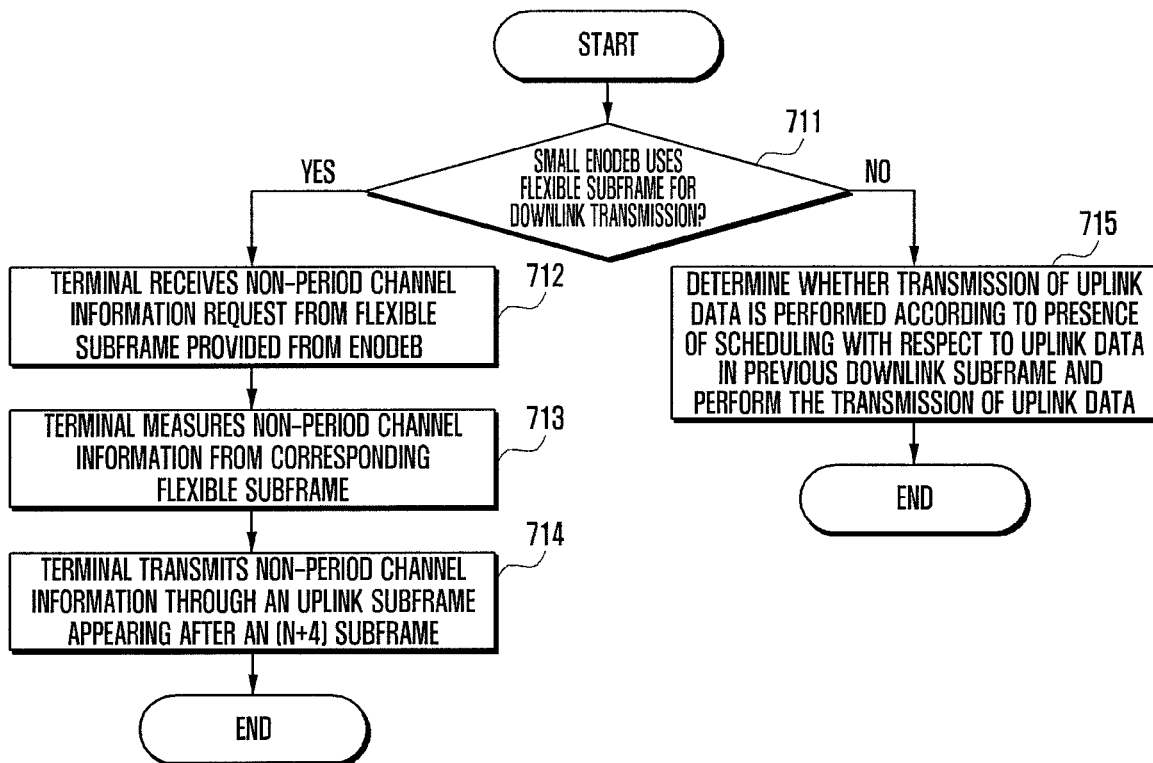 START
711
SMALL ENODEB USES
FLEXIBLE SUBFRAME FOR
DOWNLINK TRANSMISSION?
YES
NO
712
TERMINAL RECEIVES NON-PERIOD CHANNEL
INFORMATION REQUEST FROM FLEXIBLE
SUBFRAME PROVIDED FROM ENODEB
713
TERMINAL MEASURES NON-PERIOD CHANNEL
INFORMATION FROM CORRESPONDING
FLEXIBLE SUBFRAME
714
TERMINAL TRANSMITS NON-PERIOD CHANNEL
INFORMATION THROUGH AN UPLINK SUBFRAME
APPEARING AFTER AN (N+4) SUBFRAME
END
715
DETERMINE WHETHER TRANSMISSION OF UPLINK
DATA IS PERFORMED ACCORDING TO PRESENCE
OF SCHEDULING WITH RESPECT TO UPLINK DATA
IN PREVIOUS DOWNLINK SUBFRAME AND
PERFORM THE TRANSMISSION OF UPLINK DATA
END